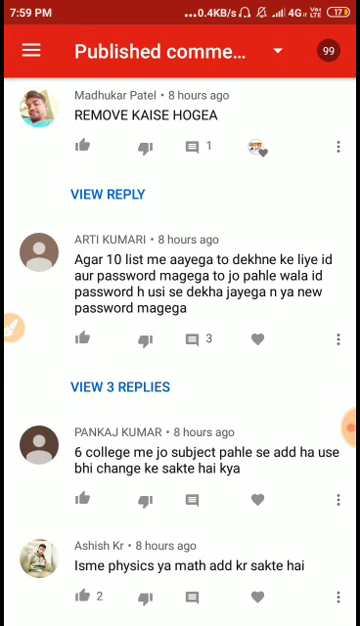 7:59 PM ...0.4KB/s 4G Vo LTE 17
Published comme... 99
Madhukar Patel • 8 hours ago
REMOVE KAISE HOGEA
1
VIEW REPLY
ARTI KUMARI • 8 hours ago
Agar 10 list me aayega to dekhne ke liye id
aur password magega to jo pahle wala id
password h usi se dekha jayega n ya new
password magega
3
VIEW 3 REPLIES
PANKAJ KUMAR • 8 hours ago
6 college me jo subject pahle se add ha use
bhi change ke sakte hai kya
Ashish Kr • 8 hours ago
Isme physics ya math add kr sakte hai
2